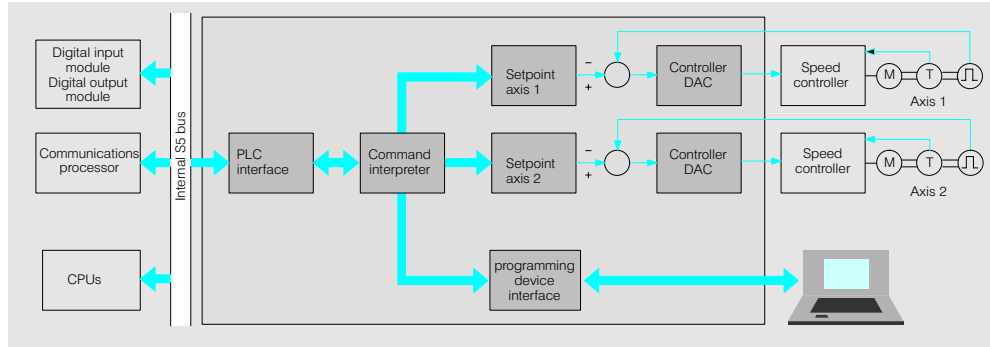 Digital input
module
Digital output
module
Communications
processor
CPUs
Internal S5 bus
PLC
interface
Command
interpreter
Setpoint
axis 1
−
+
Controller
DAC
Speed
controller
M
T
Axis 1
Setpoint
axis 2
−
+
Controller
DAC
Speed
controller
M
T
Axis 2
programming
device
interface